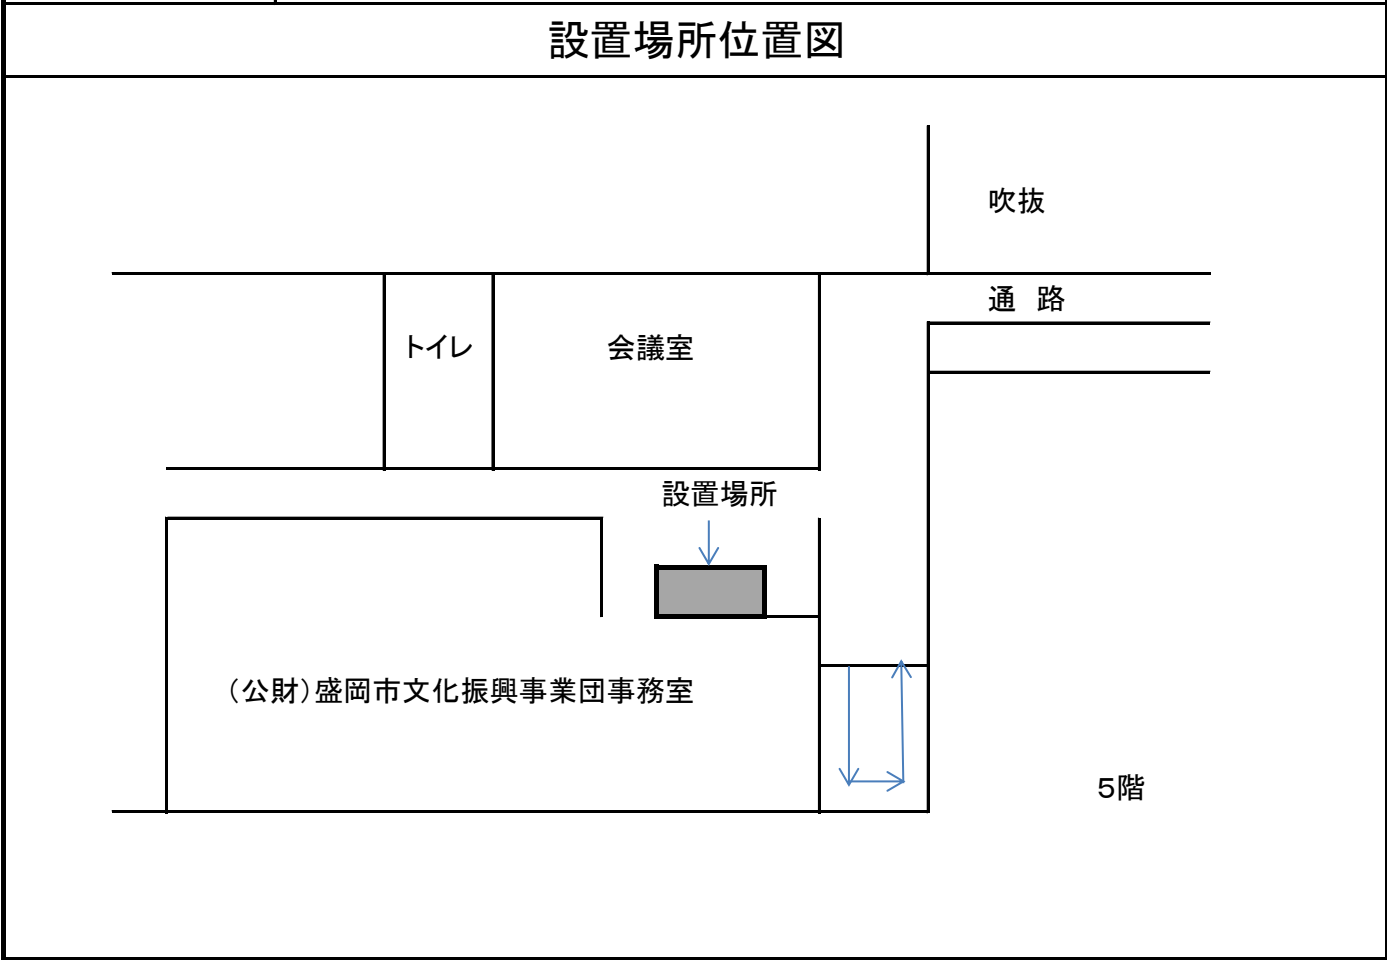 設置場所位置図
吹抜
通　路
トイレ
会議室
設置場所
（公財）盛岡市文化振興事業団事務室
５階